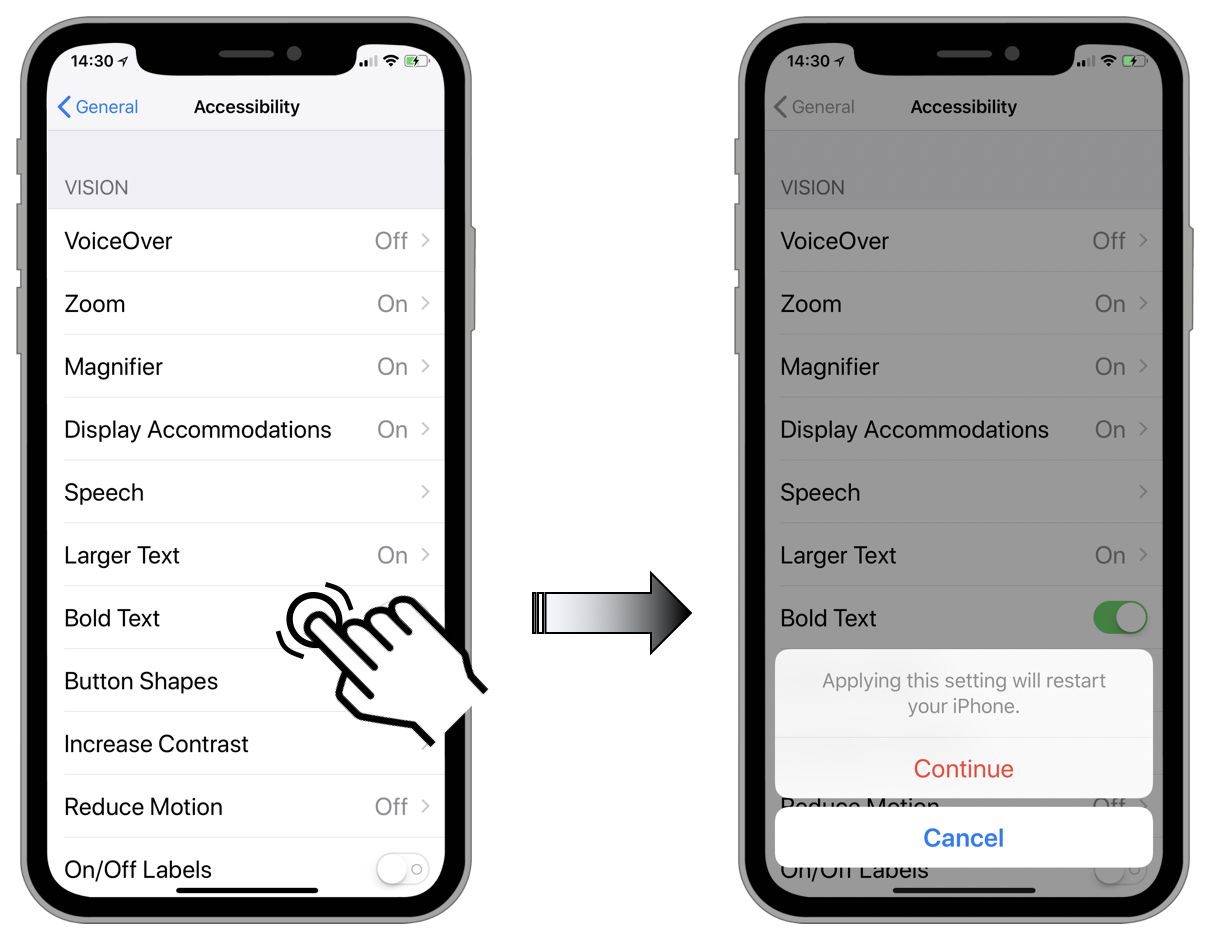 14:30
General
Accessibility
VISION
VoiceOver Off
Zoom On
Magnifier On
Display Accommodations On
Speech
Larger Text On
Bold Text
Button Shapes
Increase Contrast
Reduce Motion Off
On/Off Labels
14:30
General
Accessibility
VISION
VoiceOver Off
Zoom On
Magnifier On
Display Accommodations On
Speech
Larger Text On
Bold Text
Applying this setting will restart
your iPhone.
Continue
Reduce Motion Off
Cancel
On/Off Labels